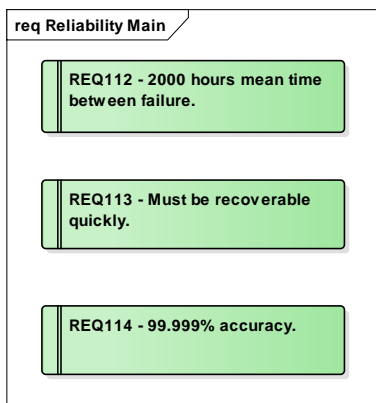 req Reliability Main
REQ112 - 2000 hours mean time
between failure.
REQ113 - Must be recoverable
quickly.
REQ114 - 99.999% accuracy.